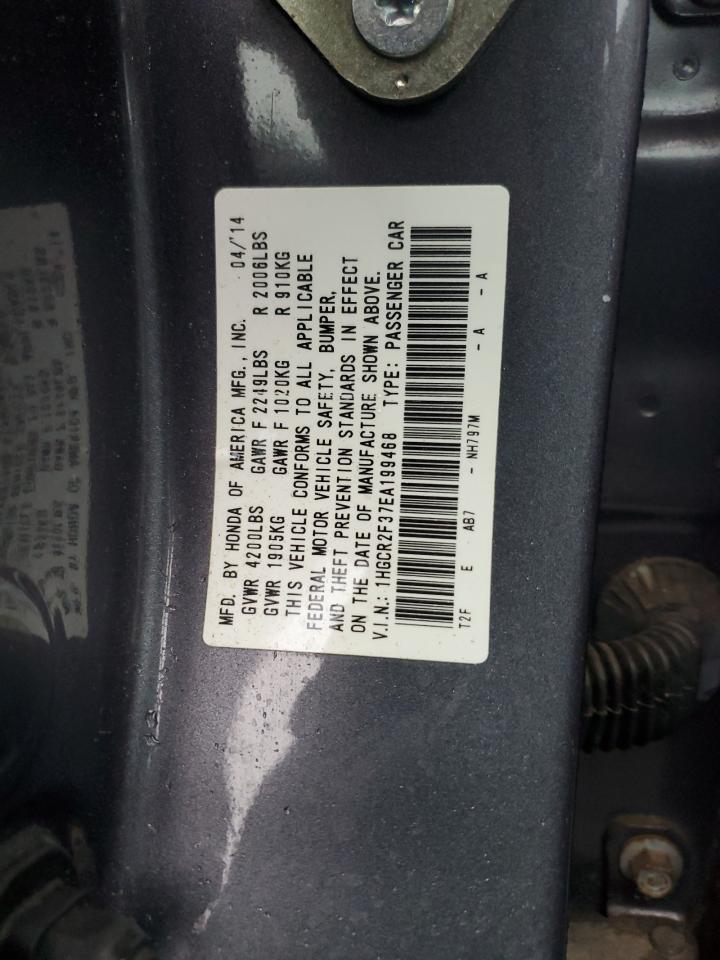 MFD. BY HONDA OF AMERICA MFG., INC. 04/'14
GVWR 4200LBS GAWR F 2249LBS R 2006LBS
GVWR 1905KG GAWR F 1020KG R 910KG
THIS VEHICLE CONFORMS TO ALL APPLICABLE
FEDERAL MOTOR VEHICLE SAFETY, BUMPER,
AND THEFT PREVENTION STANDARDS IN EFFECT
ON THE DATE OF MANUFACTURE SHOWN ABOVE.
V.I.N.: 1HGCR2F37EA199468 TYPE: PASSENGER CAR
T2F E AB7 - NH797M - A - A